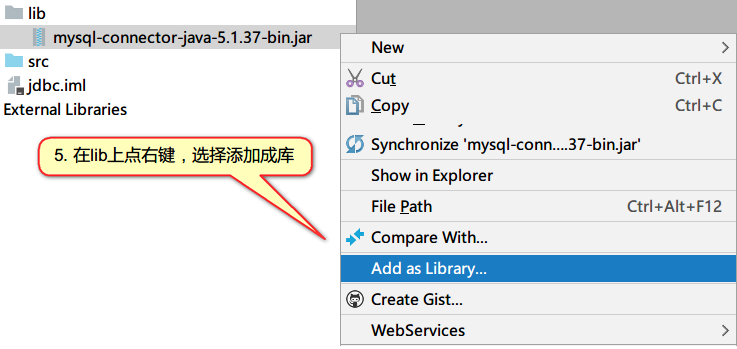 lib
mysql-connector-java-5.1.37-bin.jar
src
jdbc.iml
External Libraries
5. 在lib上点右键，选择添加成库
New
Cut Ctrl+X
Copy Ctrl+C
Synchronize 'mysql-conn....37-bin.jar'
Show in Explorer
File Path Ctrl+Alt+F12
Compare With...
Add as Library...
Create Gist...
WebServices